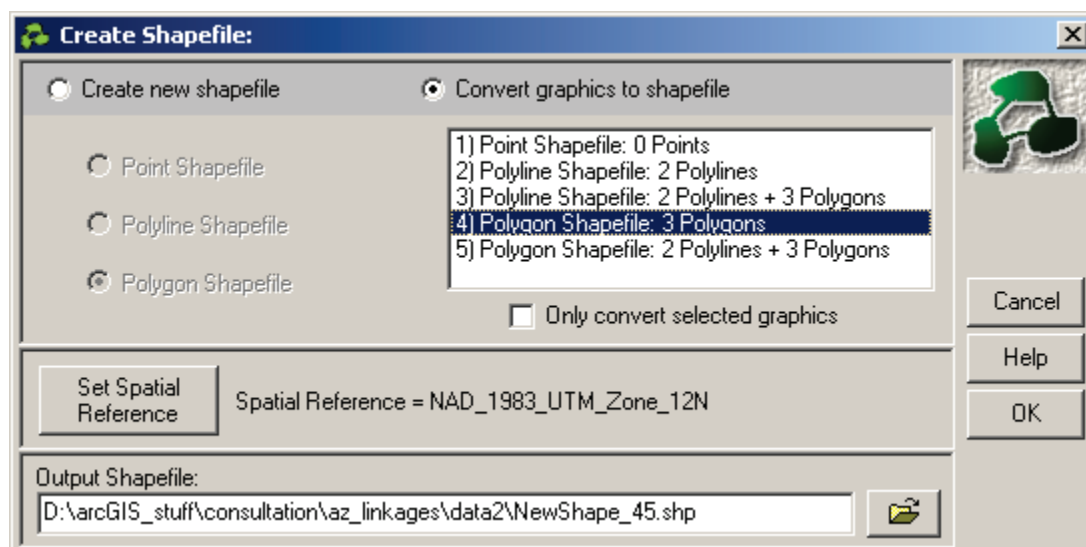 Create Shapefile:
Create new shapefile
Convert graphics to shapefile
Point Shapefile
Polyline Shapefile
Polygon Shapefile
1) Point Shapefile: 0 Points
2) Polyline Shapefile: 2 Polylines
3) Polyline Shapefile: 2 Polylines + 3 Polygons
4) Polygon Shapefile: 3 Polygons
5) Polygon Shapefile: 2 Polylines + 3 Polygons
Only convert selected graphics
Cancel
Help
OK
Set Spatial
Reference
Spatial Reference = NAD_1983_UTM_Zone_12N
Output Shapefile:
D:\arcGIS_stuff\consultation\az_linkages\data2\NewShape_45.shp